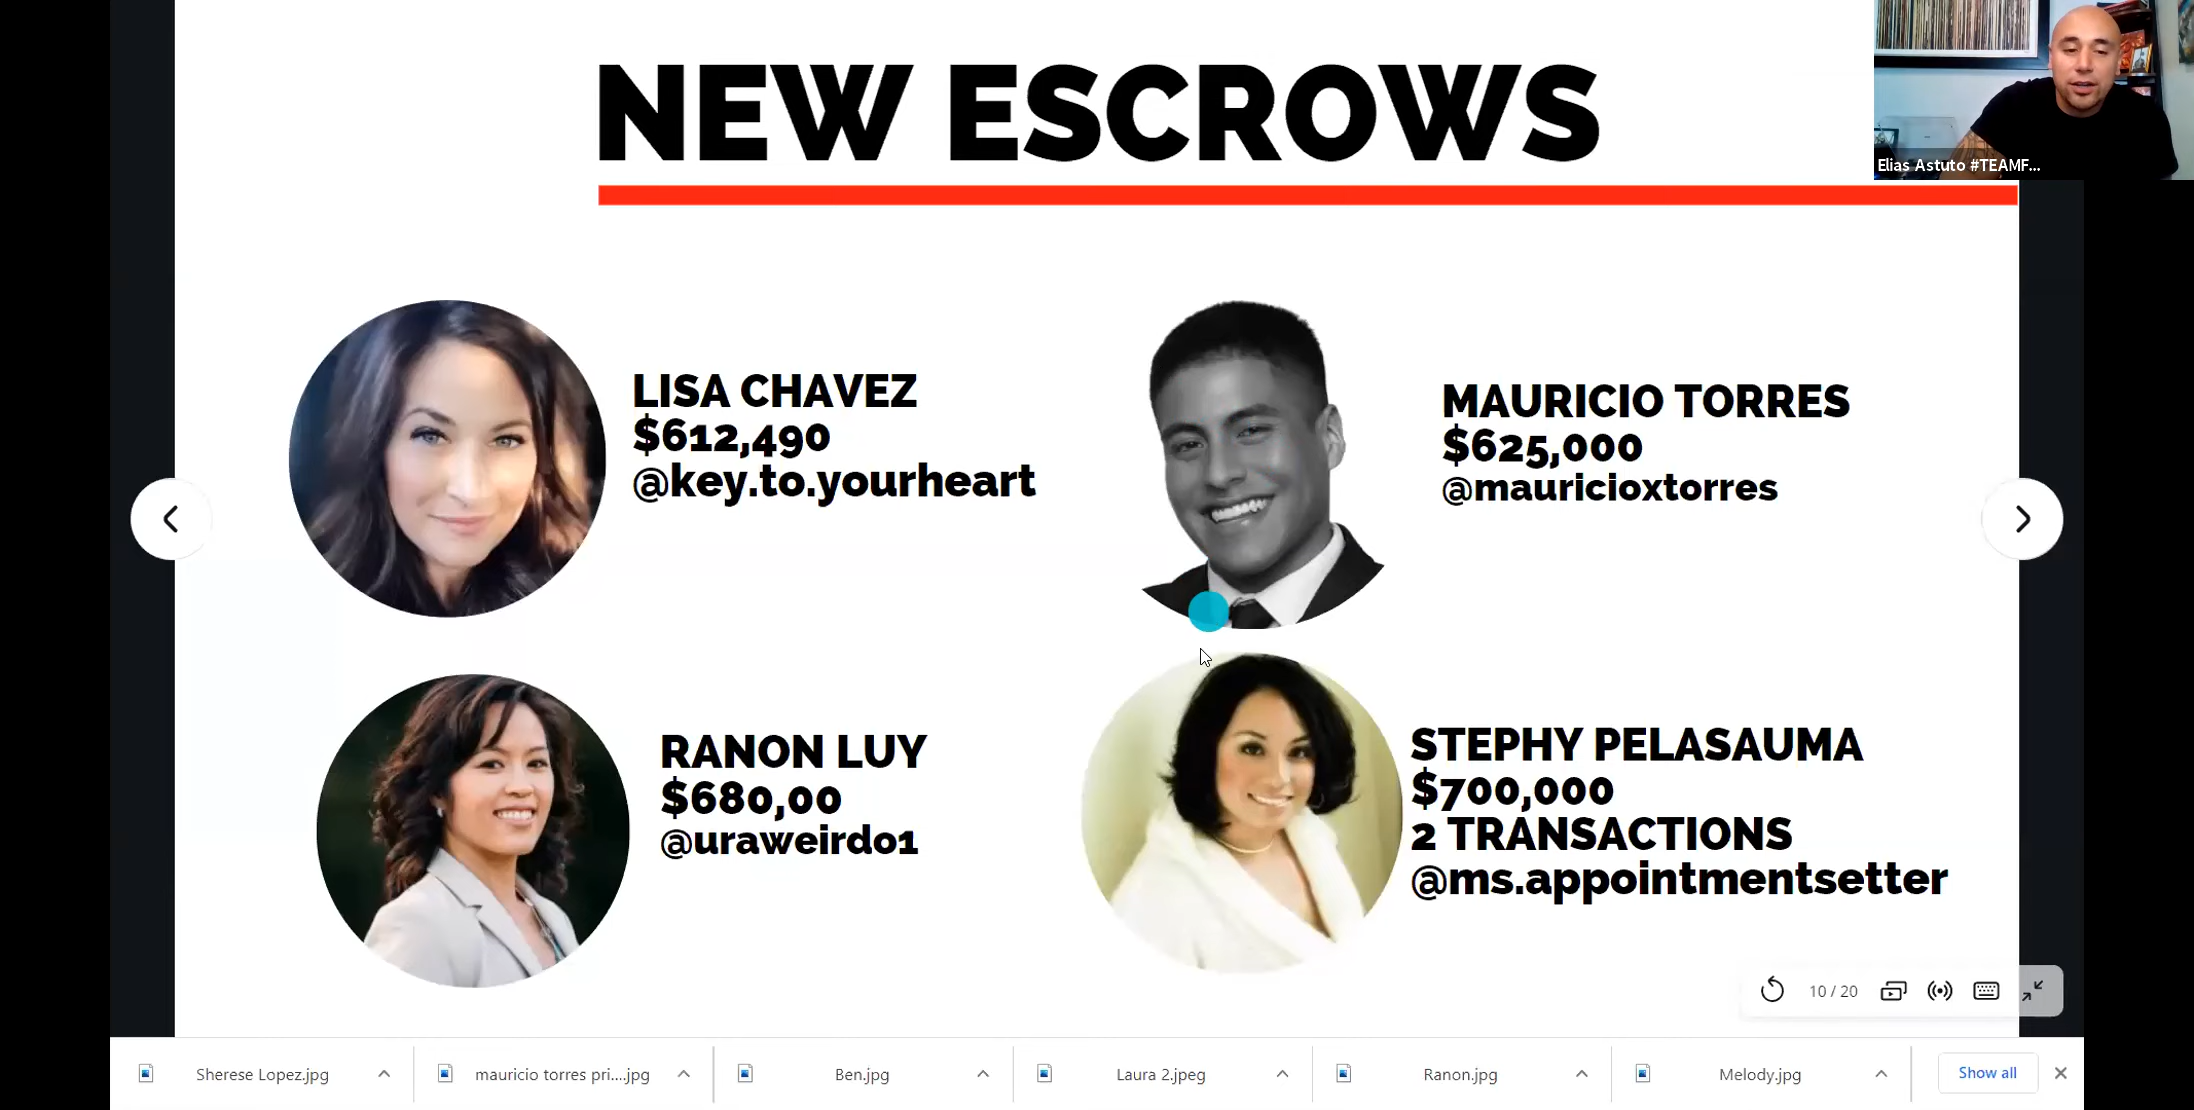 NEW ESCROWS
Elias Astuto #TEAMF...
LISA CHAVEZ
$612,490
@key.to.yourheart
MAURICIO TORRES
$625,000
@mauricioxtorres
RANON LUY
$680,00
@uraweirdo1
STEPHY PELASAUMA
$700,000
2 TRANSACTIONS
@ms.appointmentsetter
10 / 20
Sherese Lopez.jpg
mauricio torres pri....jpg
Ben.jpg
Laura 2.jpeg
Ranon.jpg
Melody.jpg
Show all